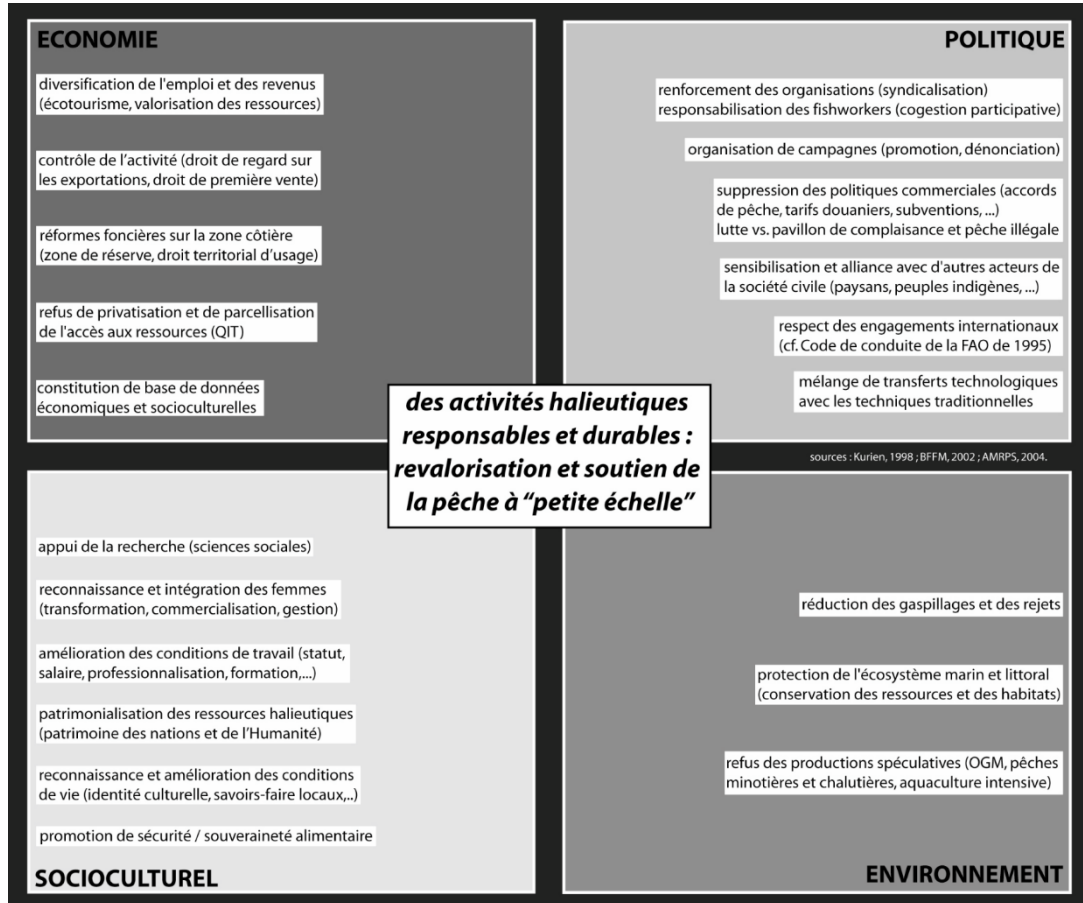 ECONOMIE
diversification de l'emploi et des revenus
(écotourisme, valorisation des ressources)
contrôle de l'activité (droit de regard sur
les exportations, droit de première vente)
réformes foncières sur la zone côtière
(zone de réserve, droit territorial d'usage)
refus de privatisation et de parcellisation
de l'accès aux ressources (QIT)
constitution de base de données
économiques et socioculturelles
POLITIQUE
renforcement des organisations (syndicalisation)
responsabilisation des fishworkers (cogestion participative)
organisation de campagnes (promotion, dénonciation)
suppression des politiques commerciales (accords
de pêche, tarifs douaniers, subventions, ...)
lutte vs. pavillon de complaisance et pêche illégale
sensibilisation et alliance avec d'autres acteurs de
la société civile (paysans, peuples indigènes, ...)
respect des engagements internationaux
(cf. Code de conduite de la FAO de 1995)
mélange de transferts technologiques
avec les techniques traditionnelles
des activités halieutiques
responsables et durables :
revalorisation et soutien de
la pêche à "petite échelle"
sources : Kurien, 1998 ; BFFM, 2002 ; AMRPS, 2004.
appui de la recherche (sciences sociales)
reconnaissance et intégration des femmes
(transformation, commercialisation, gestion)
amélioration des conditions de travail (statut,
salaire, professionnalisation, formation,...)
patrimonialisation des ressources halieutiques
(patrimoine des nations et de l'Humanité)
reconnaissance et amélioration des conditions
de vie (identité culturelle, savoirs-faire locaux,..)
promotion de sécurité / souveraineté alimentaire
SOCIOCULTUREL
réduction des gaspillages et des rejets
protection de l'écosystème marin et littoral
(conservation des ressources et des habitats)
refus des productions spéculatives (OGM, pêches
minotières et chalutières, aquaculture intensive)
ENVIRONNEMENT